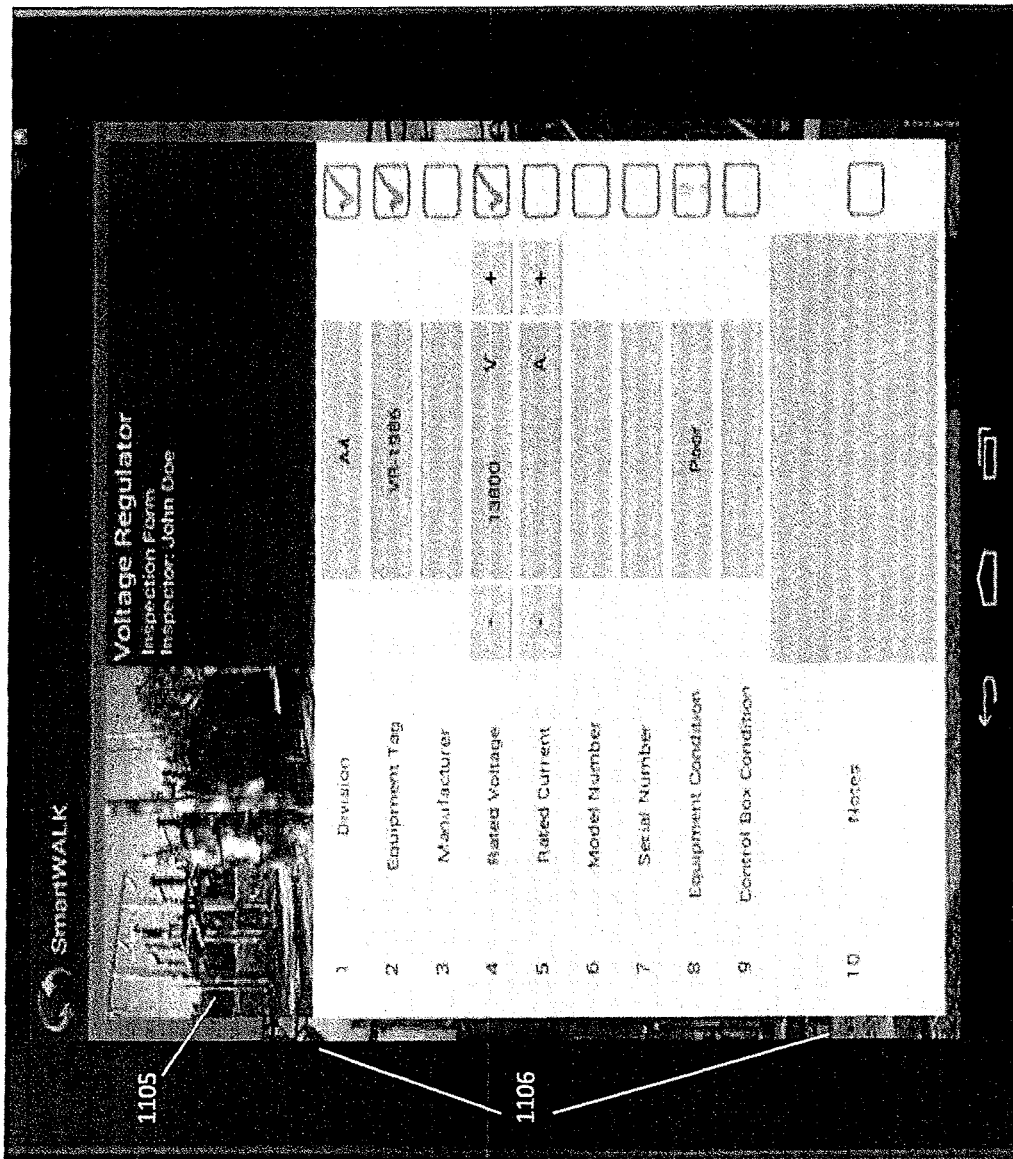 SmartWALK
Voltage Regulator
Inspection Form
Inspector: John Doe
1 Division AA
2 Equipment Tag VR-1986
3 Manufacturer
4 Rated Voltage - 13800 V +
5 Rated Current - A +
6 Model Number
7 Serial Number
8 Equipment Condition Poor
9 Control Box Condition
10 Notes
1105
1106